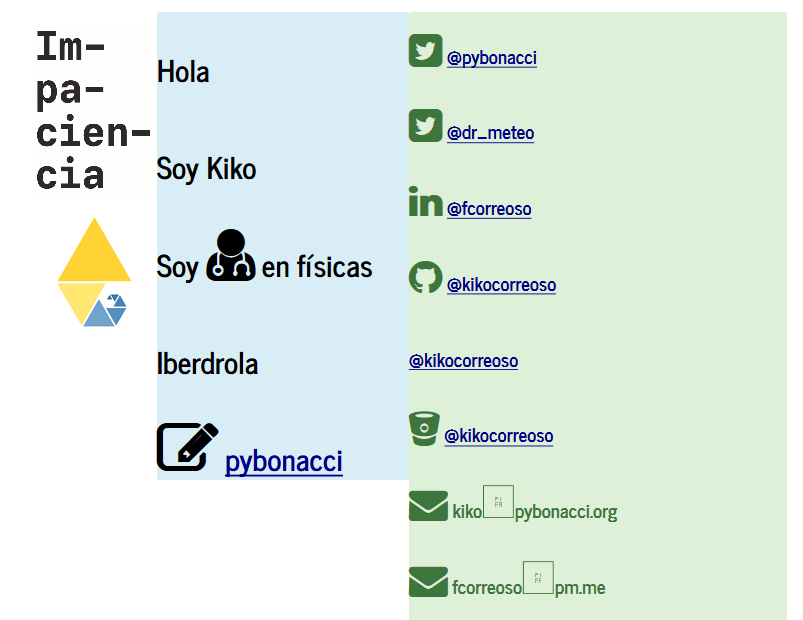 Im-
pa-
cien-
cia
Hola
Soy Kiko
Soy en físicas
Iberdrola
pybonacci
@pybonacci
@dr_meteo
in @fcorreoso
@kikocorreoso
@kikocorreoso
@kikocorreoso
kiko pybonacci.org
fcorreoso pm.me